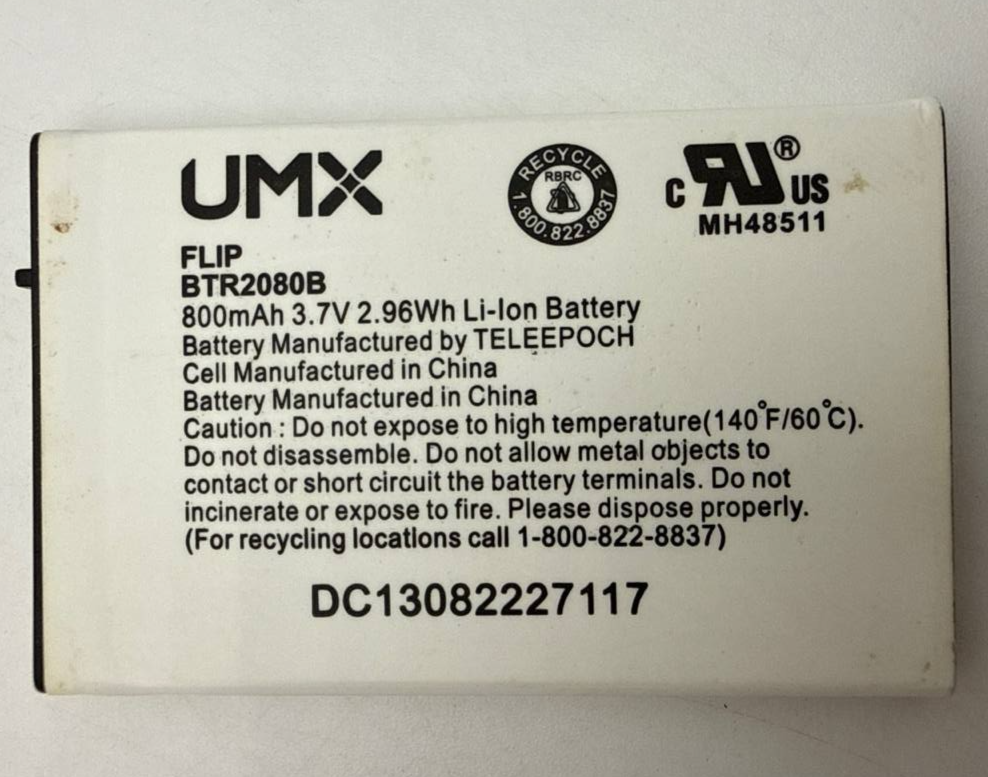 UMX
RECYCLE
RBRC
1.800.822.8837
C RU® US
MH48511
FLIP
BTR2080B
800mAh 3.7V 2.96Wh Li-Ion Battery
Battery Manufactured by TELEEPOCH
Cell Manufactured in China
Battery Manufactured in China
Caution : Do not expose to high temperature(140°F/60°C).
Do not disassemble. Do not allow metal objects to
contact or short circuit the battery terminals. Do not
incinerate or expose to fire. Please dispose properly.
(For recycling locations call 1-800-822-8837)
DC13082227117